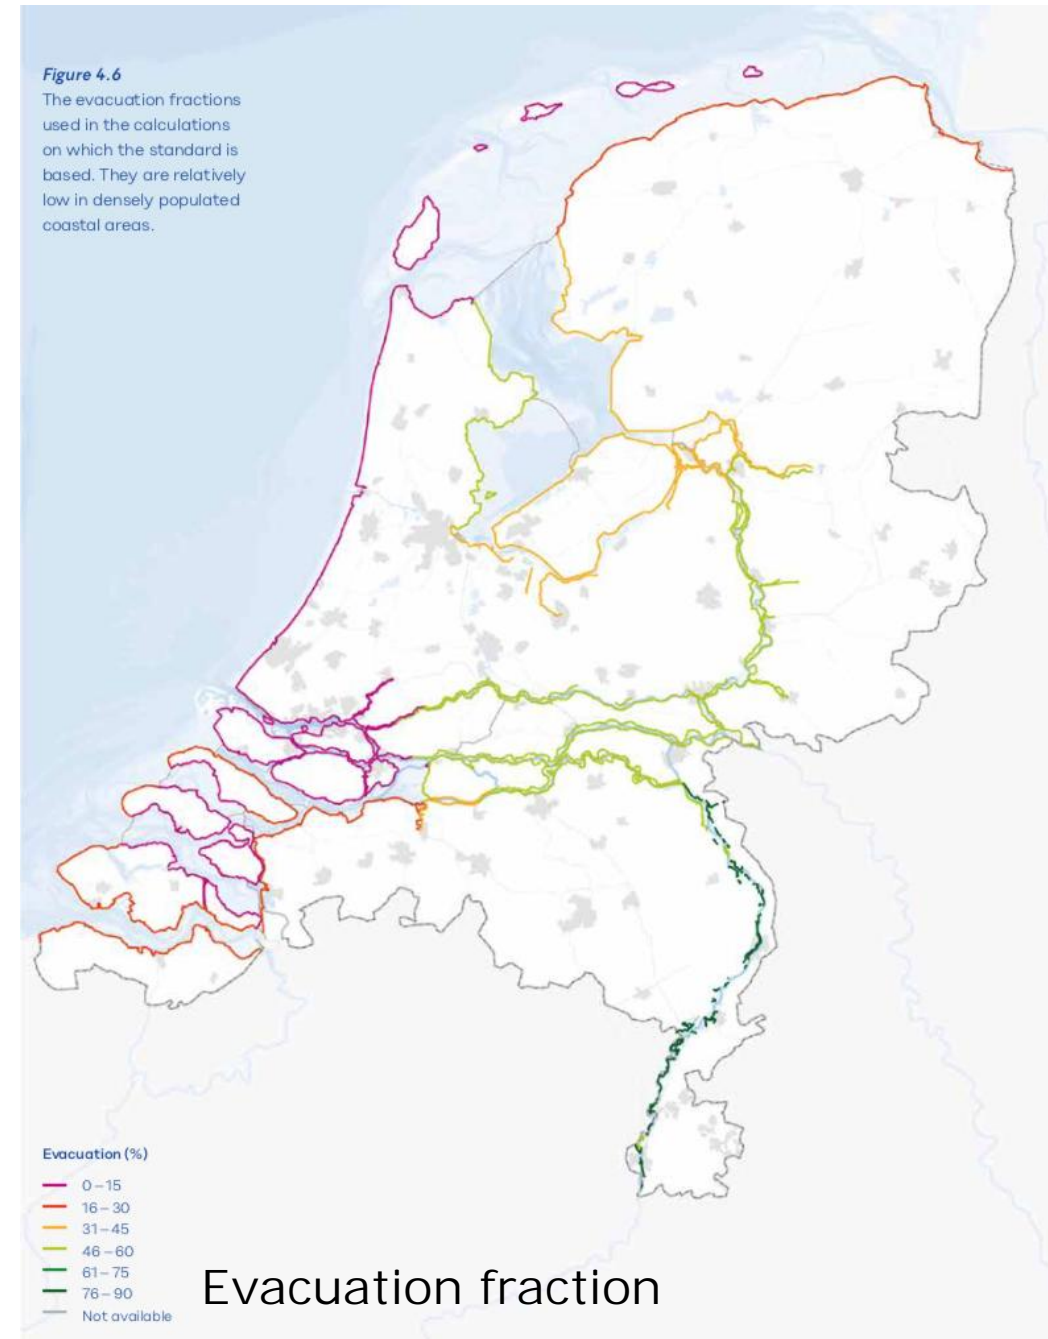 Figure 4.6
The evacuation fractions
used in the calculations
on which the standard is
based. They are relatively
low in densely populated
coastal areas.
Evacuation (%)
0–15
16–30
31–45
46–60
61–75
76–90
Not available
Evacuation fraction